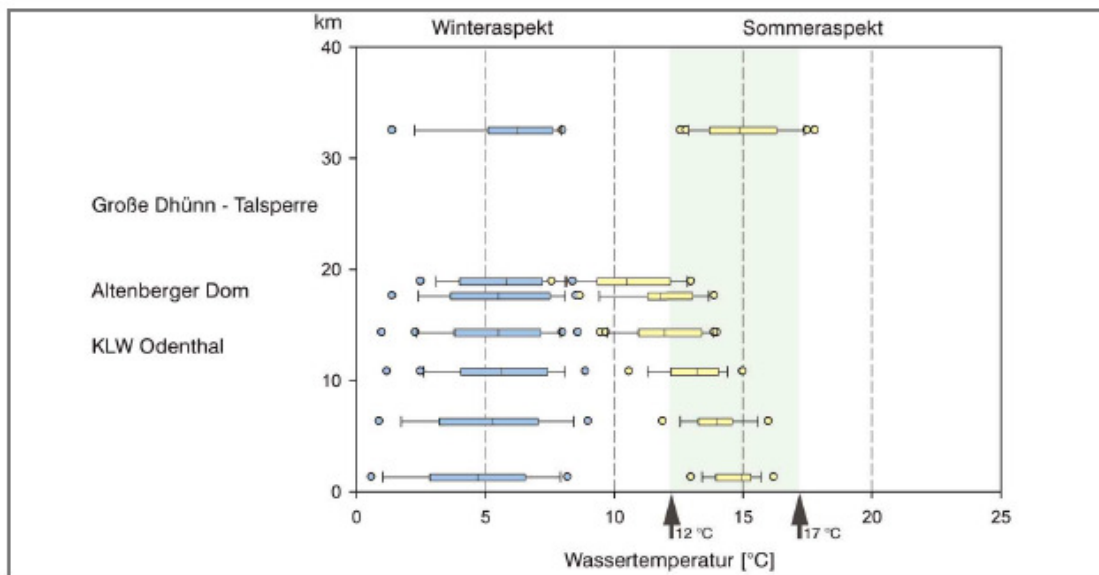 km
Winteraspekt Sommeraspekt
40
30
Große Dhünn - Talsperre
20
Altenberger Dom
KLW Odenthal
10
0
0 5 10 15 20 25
12 °C 17 °C
Wassertemperatur [°C]